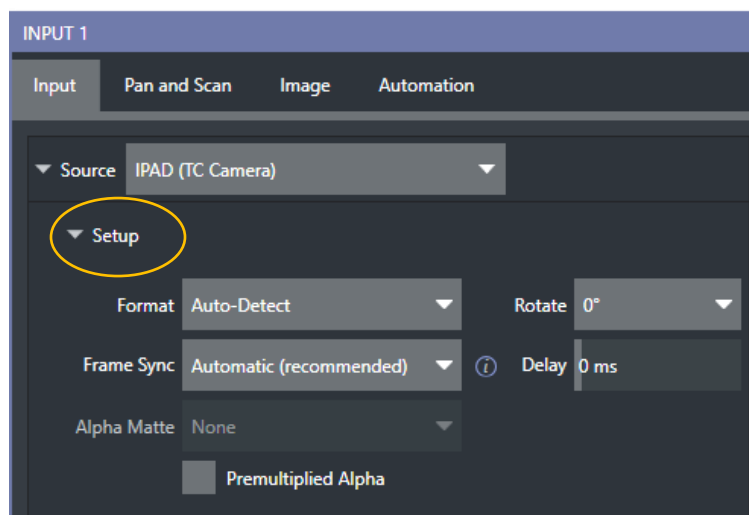 INPUT 1
Input Pan and Scan Image Automation
Source IPAD (TC Camera)
Setup
Format Auto-Detect Rotate 0°
Frame Sync Automatic (recommended) i Delay 0 ms
Alpha Matte None
Premultiplied Alpha